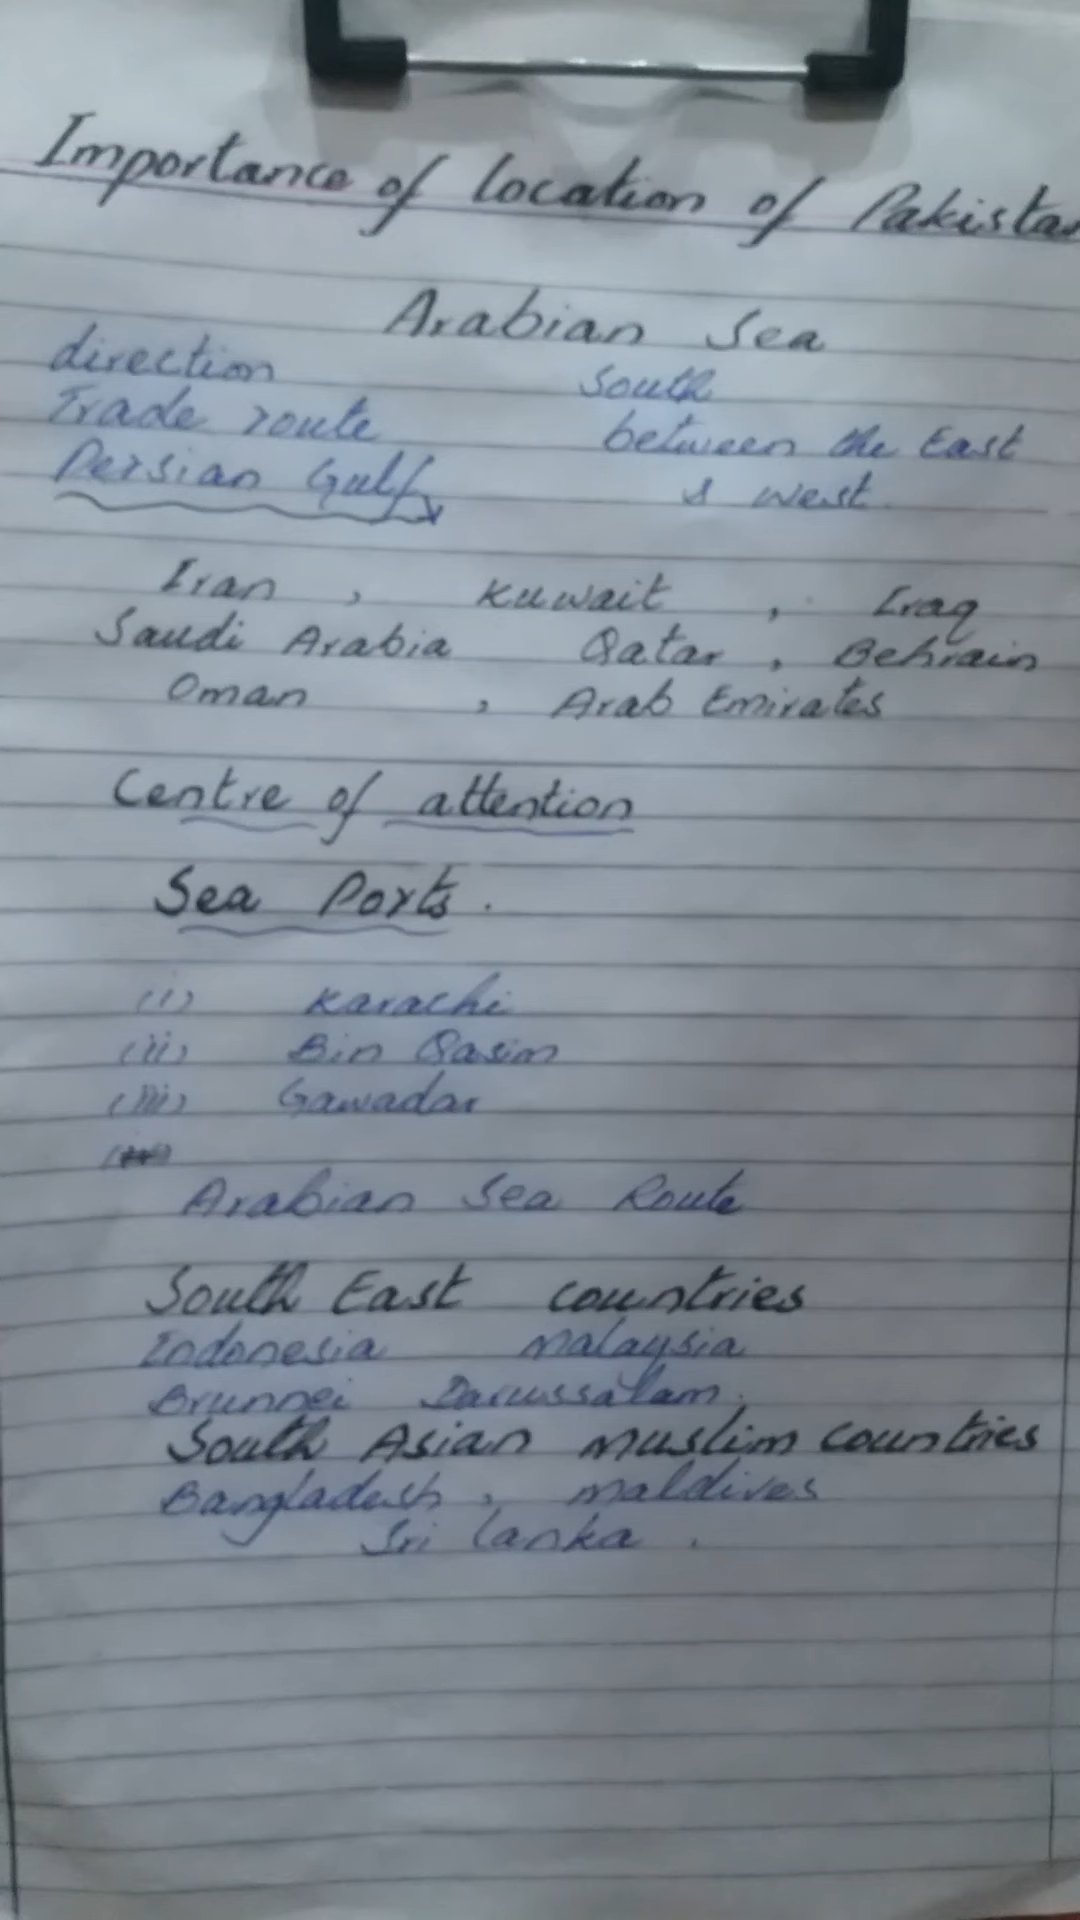 Importance of location of Pakistan
Arabian Sea
direction South
Trade route between the East
Persian Gulf & west.
Iran , Kuwait , Iraq
Saudi Arabia Qatar , Behrain
Oman , Arab Emirates
Centre of attention
Sea Ports.
(i) Karachi
(ii) Bin Qasim
(iii) Gawadar
Arabian Sea Route
South East countries
Indonesia Malaysia
Brunnei Darussalam.
South Asian Muslim countries
Bangladesh , Maldives
Sri lanka .